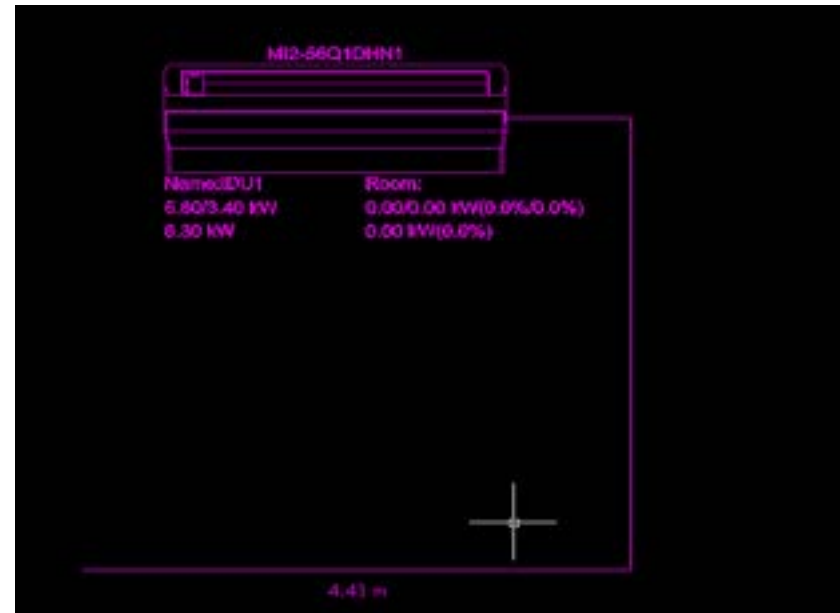 MI2-56Q1DHN1
Name:IDU1
Room:
5.60/3.40 kW
0.00/0.00 kW(0.0%/0.0%)
6.30 kW
0.00 kW(0.0%)
4.41 m